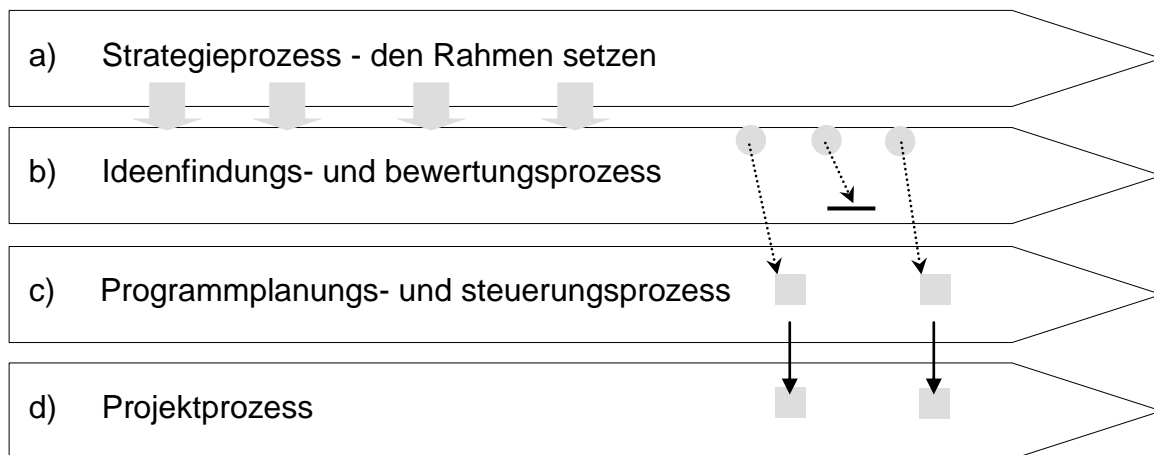 a) Strategieprozess - den Rahmen setzen
b) Ideenfindungs- und bewertungsprozess
c) Programmplanungs- und steuerungsprozess
d) Projektprozess